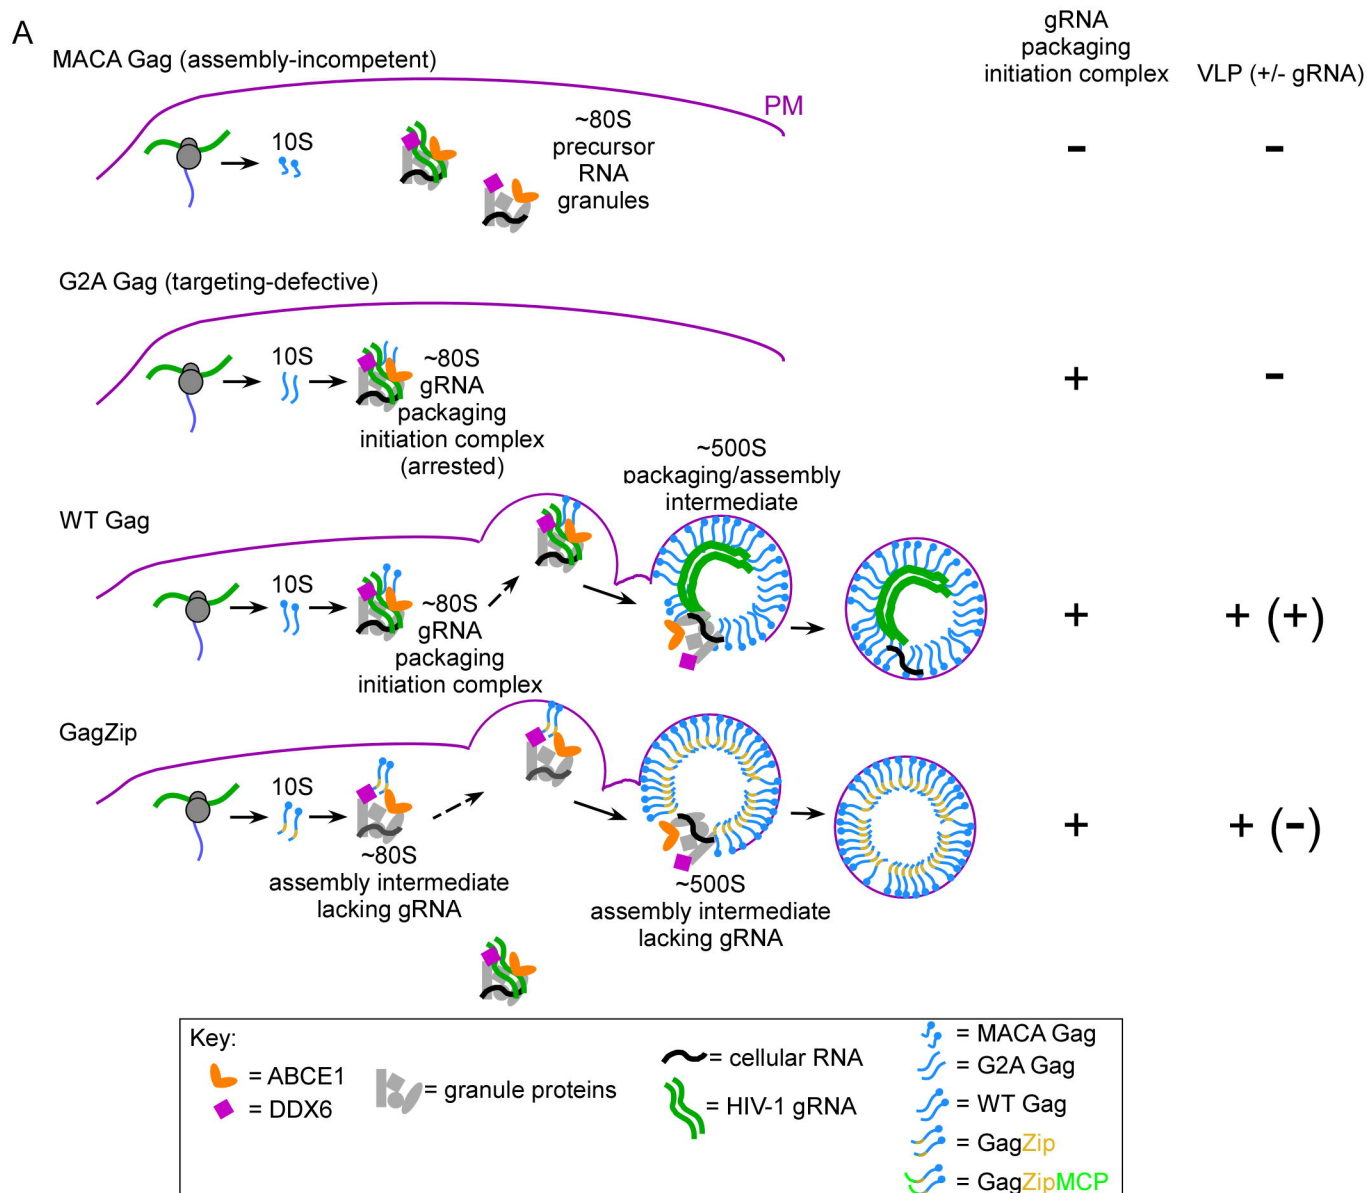 A
gRNA
packaging
initiation complex
VLP (+/- gRNA)
MACA Gag (assembly-incompetent)
PM
10S
~80S
precursor
RNA
granules
-
-
G2A Gag (targeting-defective)
10S
~80S
gRNA
packaging
initiation complex
(arrested)
+
-
WT Gag
10S
~80S
gRNA
packaging
initiation complex
~500S
packaging/assembly
intermediate
+
+ (+)
GagZip
10S
~80S
assembly intermediate
lacking gRNA
~500S
assembly intermediate
lacking gRNA
+
+ (-)
Key:
= ABCE1
= DDX6
= granule proteins
= cellular RNA
= HIV-1 gRNA
= MACA Gag
= G2A Gag
= WT Gag
= GagZip
= GagZipMCP